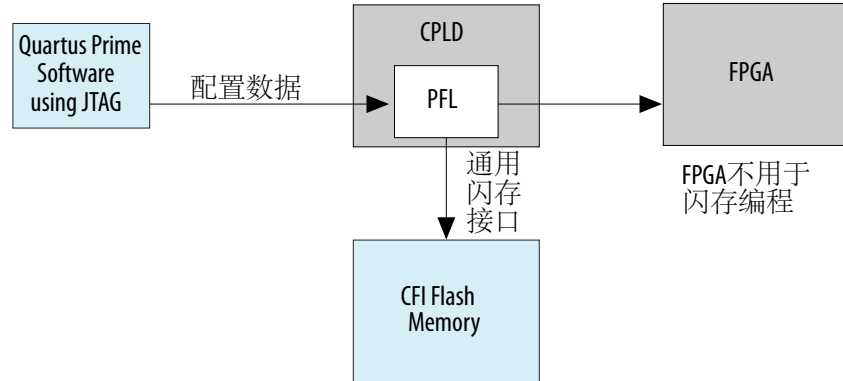 Quartus Prime
Software
using JTAG
配置数据
CPLD
PFL
FPGA
通用
闪存
接口
FPGA不用于
闪存编程
CFI Flash
Memory